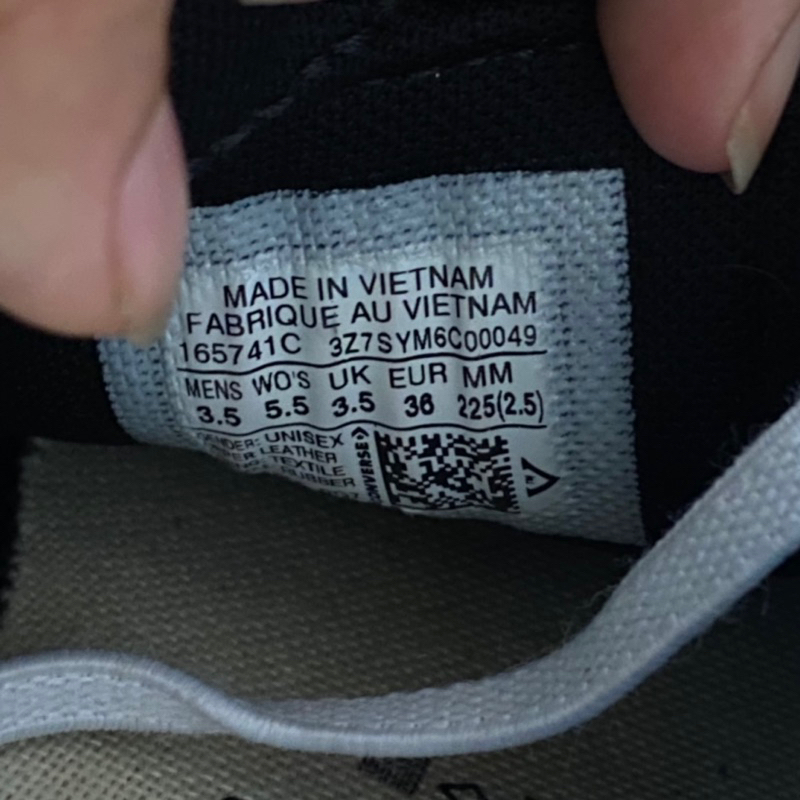 MADE IN VIETNAM
FABRIQUE AU VIETNAM
165741C 3Z7SYM6C00049
MENS WO'S UK EUR MM
3.5 5.5 3.5 36 225(2.5)
UNISEX
LEATHER
TEXTILE
RUBBER
CONVERSE